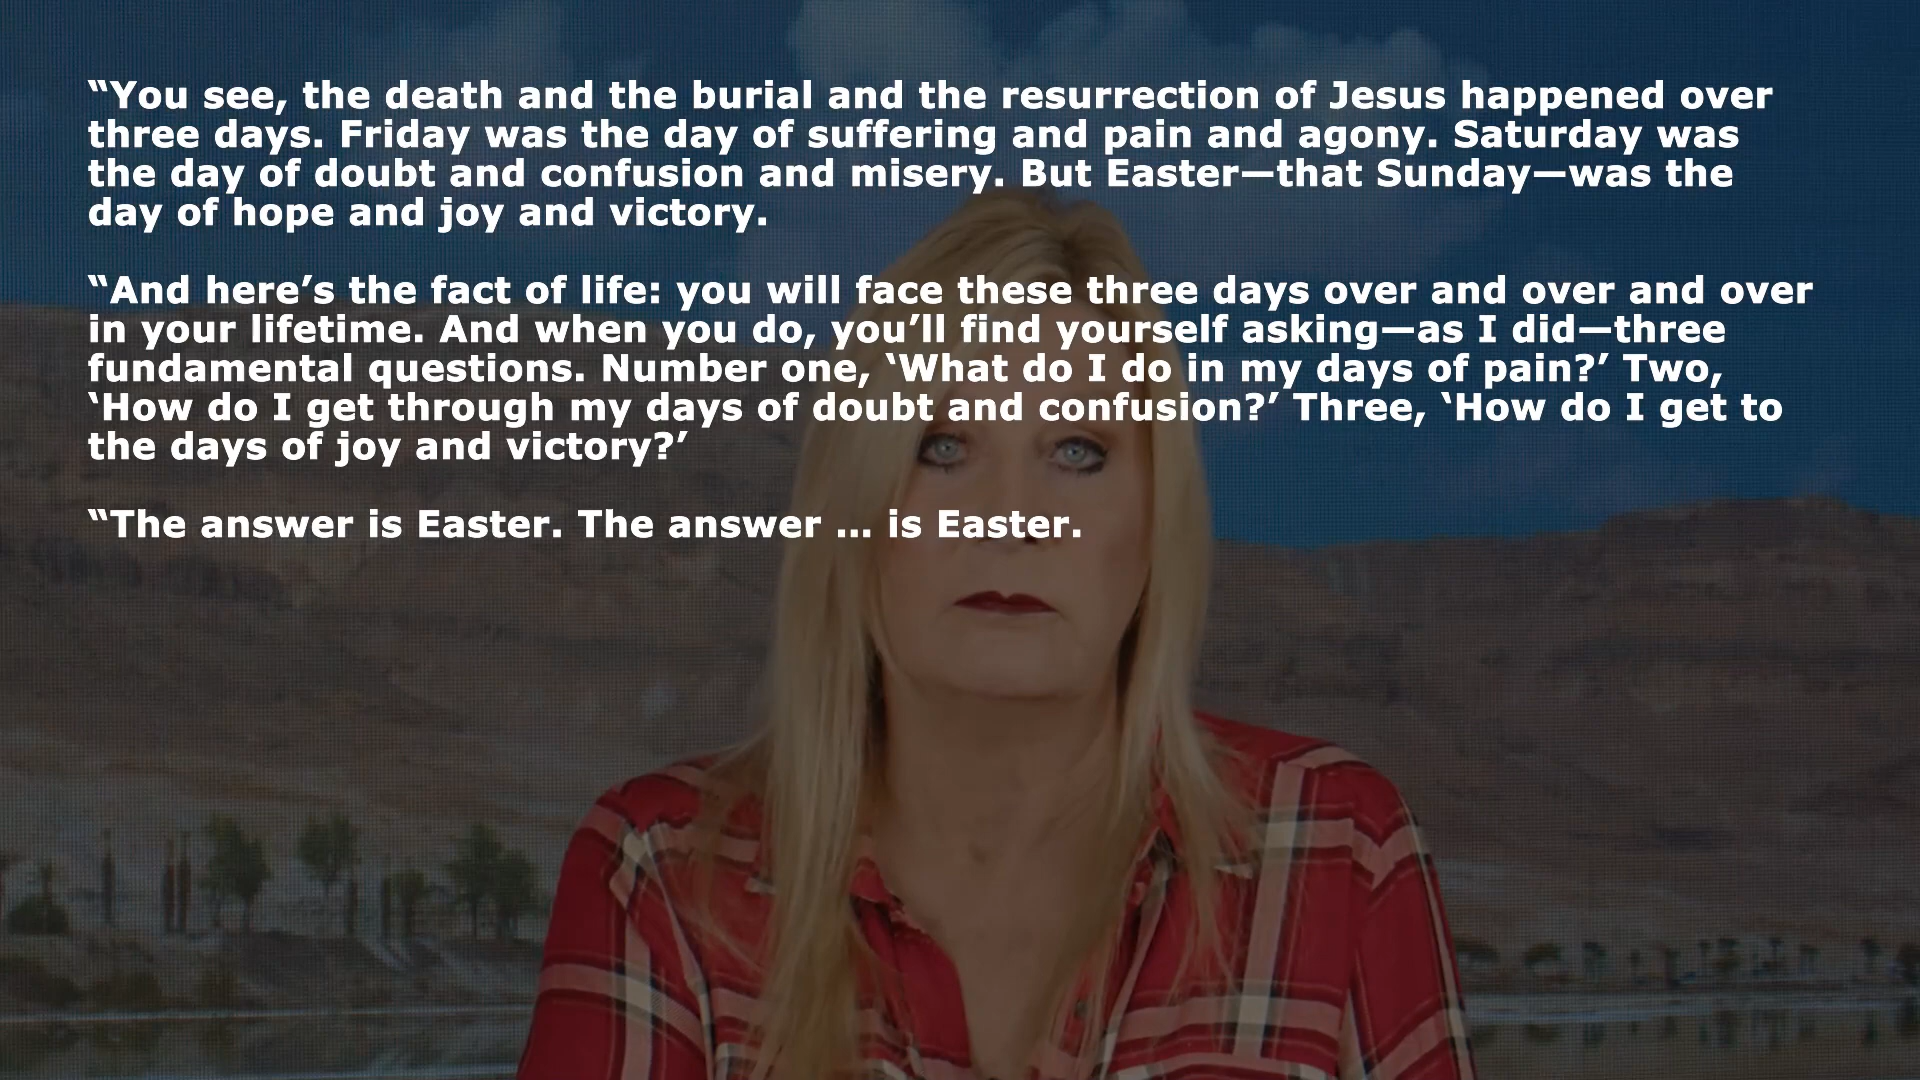 “You see, the death and the burial and the resurrection of Jesus happened over
three days. Friday was the day of suffering and pain and agony. Saturday was
the day of doubt and confusion and misery. But Easter—that Sunday—was the
day of hope and joy and victory.
“And here’s the fact of life: you will face these three days over and over and over
in your lifetime. And when you do, you’ll find yourself asking—as I did—three
fundamental questions. Number one, ‘What do I do in my days of pain?’ Two,
‘How do I get through my days of doubt and confusion?’ Three, ‘How do I get to
the days of joy and victory?’
“The answer is Easter. The answer … is Easter.